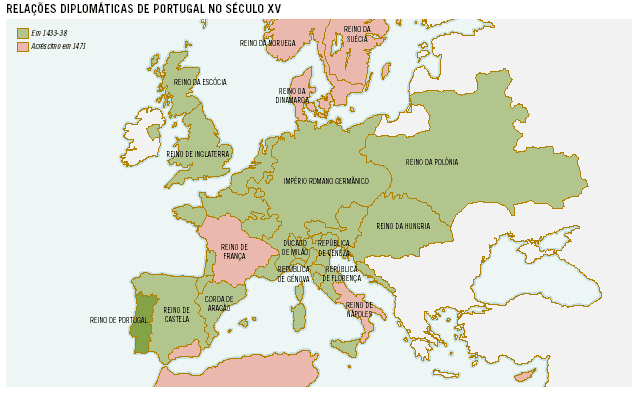 RELAÇÕES DIPLOMÁTICAS DE PORTUGAL NO SÉCULO XV
Em 1433-38
Acréscimo em 1471
REINO DA NORUEGA
REINO DA
SUÉCIA
REINO DA ESCÓCIA
REINO DA
DINAMARCA
REINO DE INGLATERRA
REINO DA POLÓNIA
IMPÉRIO ROMANO GERMÂNICO
REINO DA HUNGRIA
REINO DE
FRANÇA
DUCADO
DE MILÃO
REPÚBLICA
DE VENEZA
REPÚBLICA
DE GÉNOVA
REPÚBLICA
DE FLORENÇA
REINO DE
NÁPOLES
COROA DE
ARAGÃO
REINO DE
CASTELA
REINO DE PORTUGAL